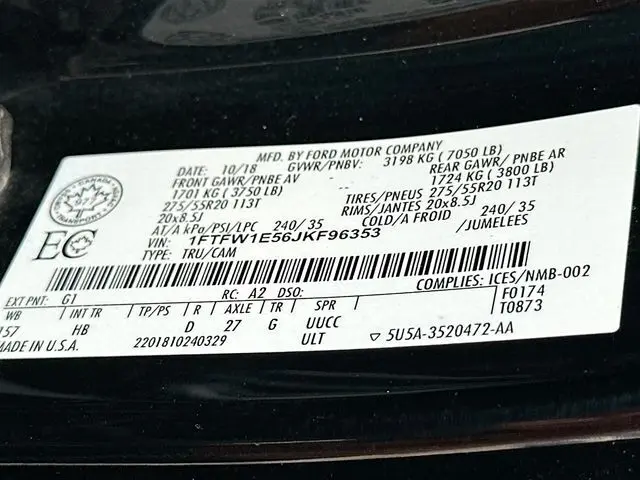 MFD. BY FORD MOTOR COMPANY
DATE: 10/18 GVWR/PNBV: 3198 KG ( 7050 LB)
FRONT GAWR/PNBE AV REAR GAWR/ PNBE AR
1701 KG ( 3750 LB) 1724 KG ( 3800 LB)
275/55R20 113T TIRES/PNEUS 275/55R20 113T
20x8.5J RIMS/JANTES 20x8.5J
AT/A kPa/PSI/LPC 240/ 35 COLD/A FROID 240/ 35
VIN: 1FTFW1E56JKF96353 /JUMELEES
TYPE: TRU/CAM
CANADA
TRANSPORT
EC
COMPLIES: ICES/NMB-002
EXT PNT: G1 RC: A2 DSO: F0174
WB INT TR TP/PS R AXLE TR SPR T0873
157 HB D 27 G UUCC
MADE IN U.S.A. 2201810240329 ULT ▽ 5U5A-3520472-AA